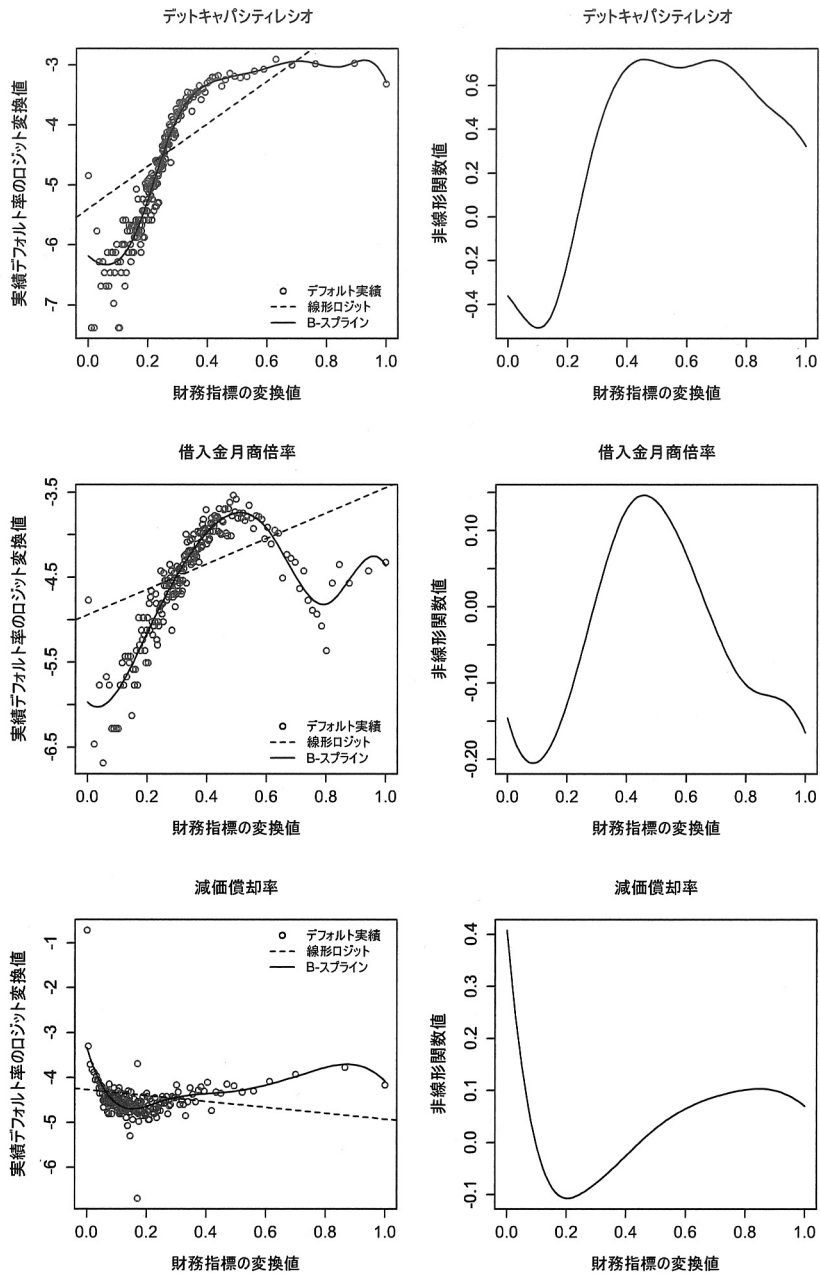 デットキャパシティレシオ
実績デフォルト率のロジット変換値
-3
-4
-5
-6
-7
デフォルト実績
線形ロジット
B-スプライン
0.0 0.2 0.4 0.6 0.8 1.0
財務指標の変換値
デットキャパシティレシオ
非線形関数値
0.6
0.4
0.2
0.0
-0.2
-0.4
0.0 0.2 0.4 0.6 0.8 1.0
財務指標の変換値
借入金月商倍率
実績デフォルト率のロジット変換値
-3.5
-4.5
-5.5
-6.5
デフォルト実績
線形ロジット
B-スプライン
0.0 0.2 0.4 0.6 0.8 1.0
財務指標の変換値
借入金月商倍率
非線形関数値
0.10
0.00
-0.10
-0.20
0.0 0.2 0.4 0.6 0.8 1.0
財務指標の変換値
減価償却率
実績デフォルト率のロジット変換値
-1
-2
-3
-4
-5
-6
デフォルト実績
線形ロジット
B-スプライン
0.0 0.2 0.4 0.6 0.8 1.0
財務指標の変換値
減価償却率
非線形関数値
0.4
0.3
0.2
0.1
0.0
-0.1
0.0 0.2 0.4 0.6 0.8 1.0
財務指標の変換値